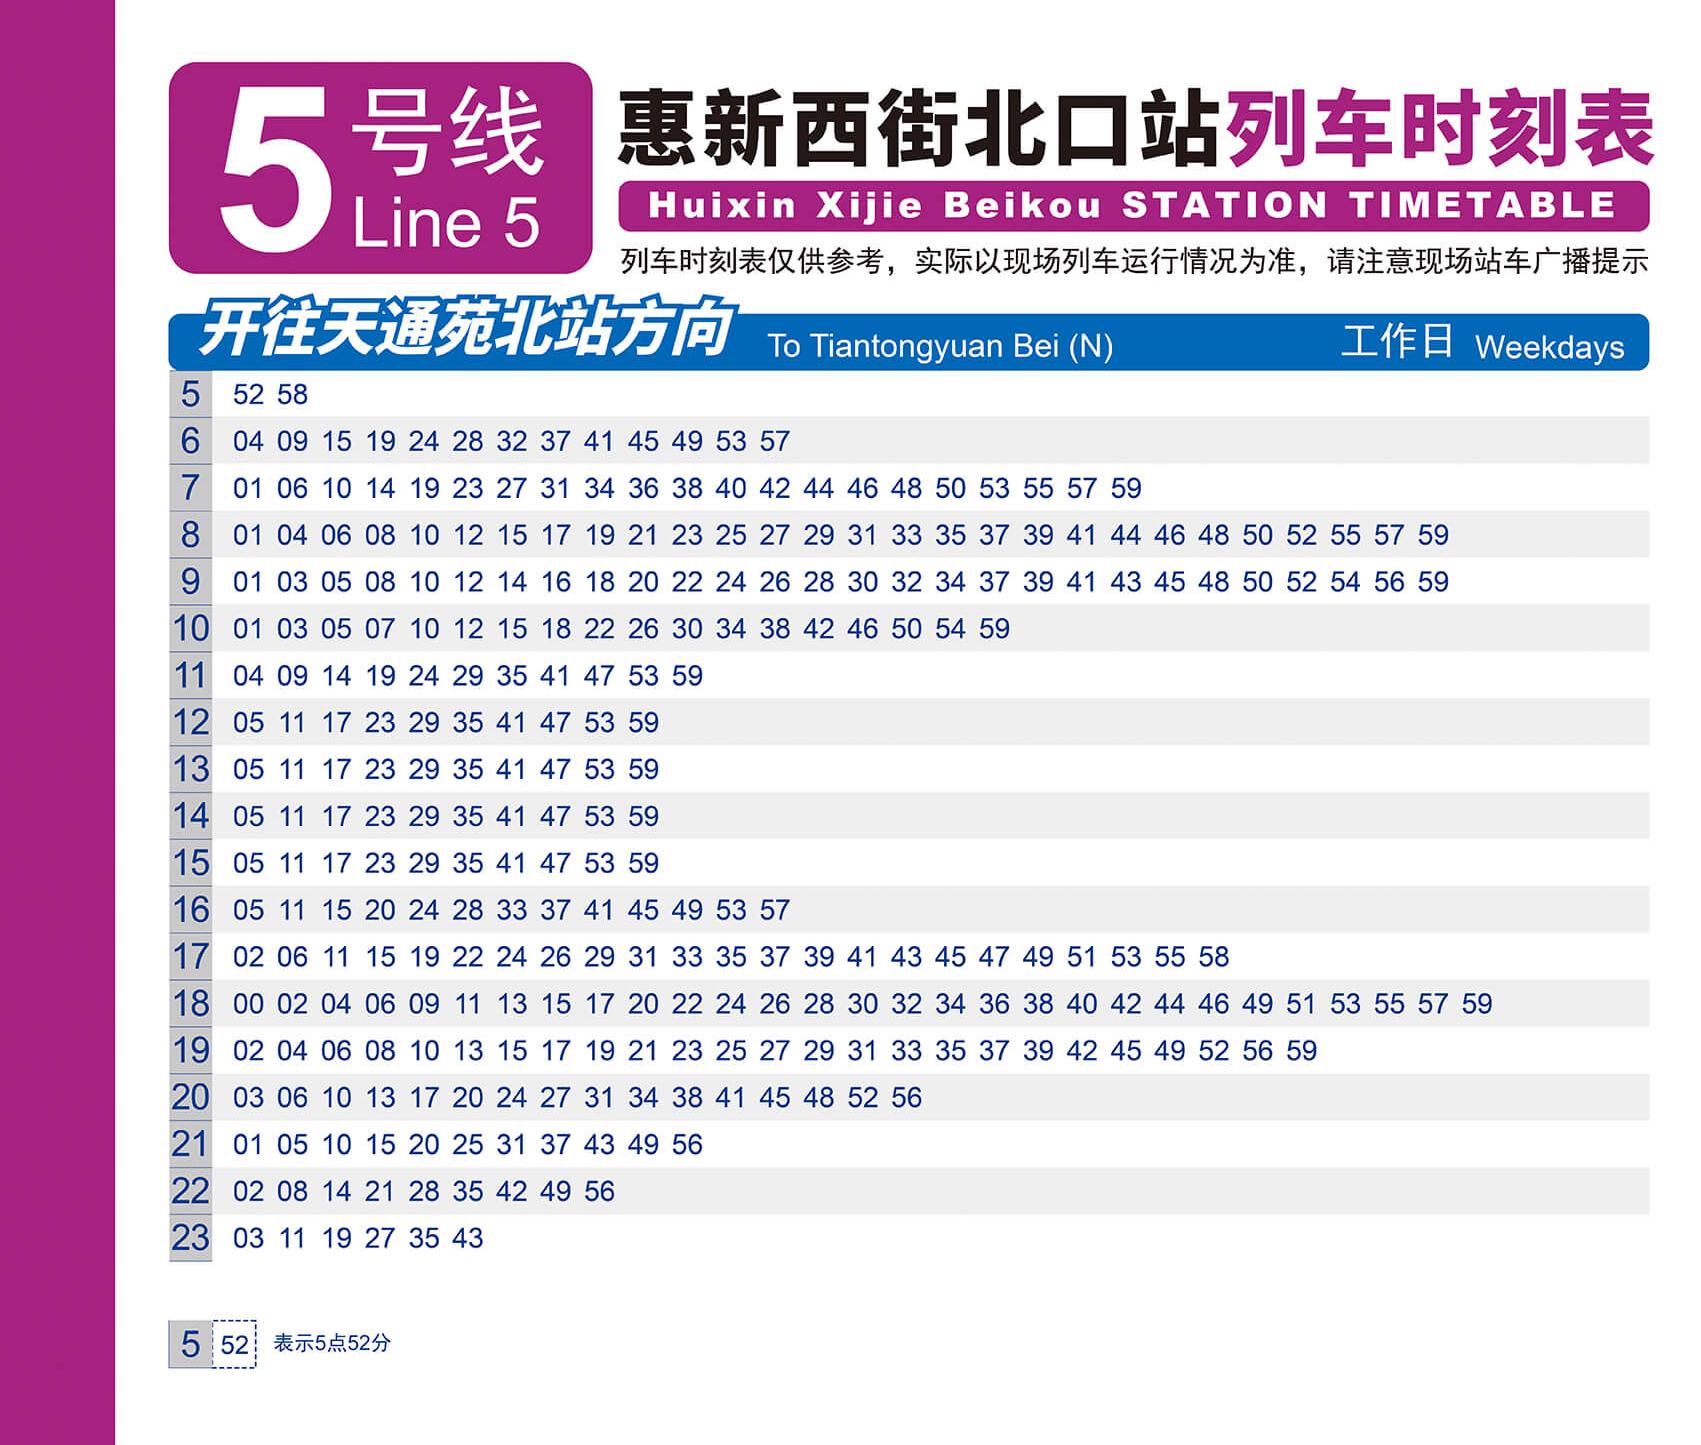 5号线
Line 5
惠新西街北口站列车时刻表
Huixin Xijie Beikou STATION TIMETABLE
列车时刻表仅供参考，实际以现场列车运行情况为准，请注意现场站车广播提示
开往天通苑北站方向 To Tiantongyuan Bei (N) 工作日 Weekdays
5 52 58
6 04 09 15 19 24 28 32 37 41 45 49 53 57
7 01 06 10 14 19 23 27 31 34 36 38 40 42 44 46 48 50 53 55 57 59
8 01 04 06 08 10 12 15 17 19 21 23 25 27 29 31 33 35 37 39 41 44 46 48 50 52 55 57 59
9 01 03 05 08 10 12 14 16 18 20 22 24 26 28 30 32 34 37 39 41 43 45 48 50 52 54 56 59
10 01 03 05 07 10 12 15 18 22 26 30 34 38 42 46 50 54 59
11 04 09 14 19 24 29 35 41 47 53 59
12 05 11 17 23 29 35 41 47 53 59
13 05 11 17 23 29 35 41 47 53 59
14 05 11 17 23 29 35 41 47 53 59
15 05 11 17 23 29 35 41 47 53 59
16 05 11 15 20 24 28 33 37 41 45 49 53 57
17 02 06 11 15 19 22 24 26 29 31 33 35 37 39 41 43 45 47 49 51 53 55 58
18 00 02 04 06 09 11 13 15 17 20 22 24 26 28 30 32 34 36 38 40 42 44 46 49 51 53 55 57 59
19 02 04 06 08 10 13 15 17 19 21 23 25 27 29 31 33 35 37 39 42 45 49 52 56 59
20 03 06 10 13 17 20 24 27 31 34 38 41 45 48 52 56
21 01 05 10 15 20 25 31 37 43 49 56
22 02 08 14 21 28 35 42 49 56
23 03 11 19 27 35 43
5 52 表示5点52分